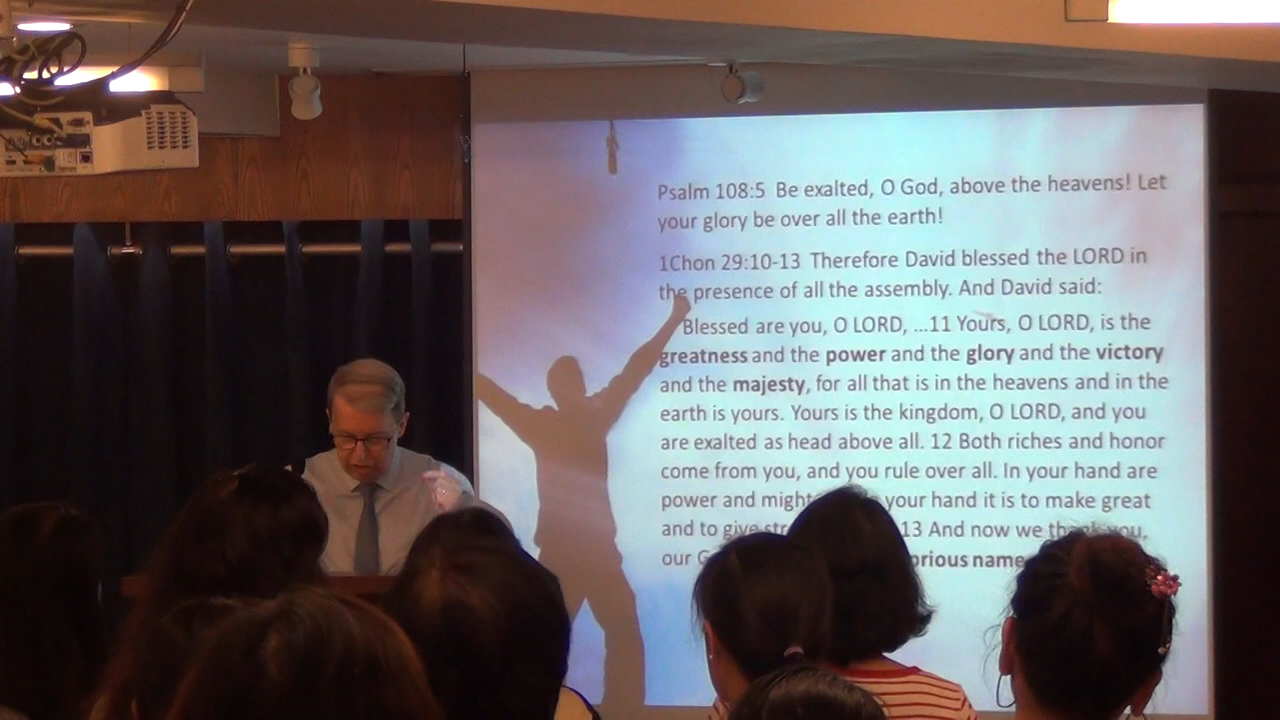 Psalm 108:5 Be exalted, O God, above the heavens! Let
your glory be over all the earth!
1Chon 29:10-13 Therefore David blessed the LORD in
the presence of all the assembly. And David said:
Blessed are you, O LORD, ...11 Yours, O LORD, is the
greatness and the power and the glory and the victory
and the majesty, for all that is in the heavens and in the
earth is yours. Yours is the kingdom, O LORD, and you
are exalted as head above all. 12 Both riches and honor
come from you, and you rule over all. In your hand are
power and might your hand it is to make great
and to give 13 And now we thank you,
our name